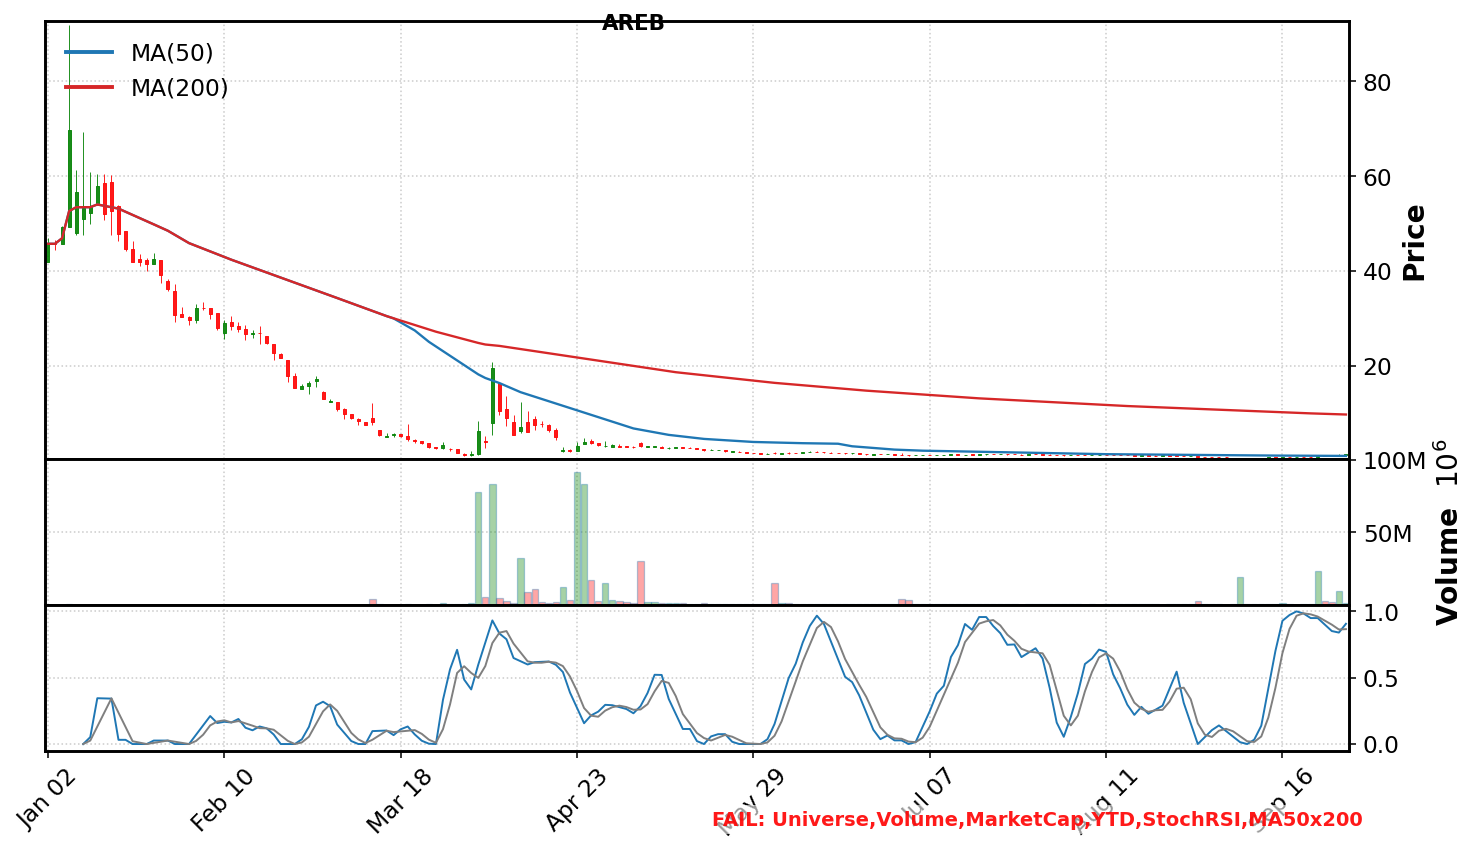 AREB
MA(50)
MA(200)
80
60
40
20
Price
100M
50M
Volume 10^6
1.0
0.5
0.0
Jan 02
Feb 10
Mar 18
Apr 23
May 29
Jul 07
Aug 11
Sep 16
FAIL: Universe,Volume,MarketCap,YTD,StochRSI,MA50x200